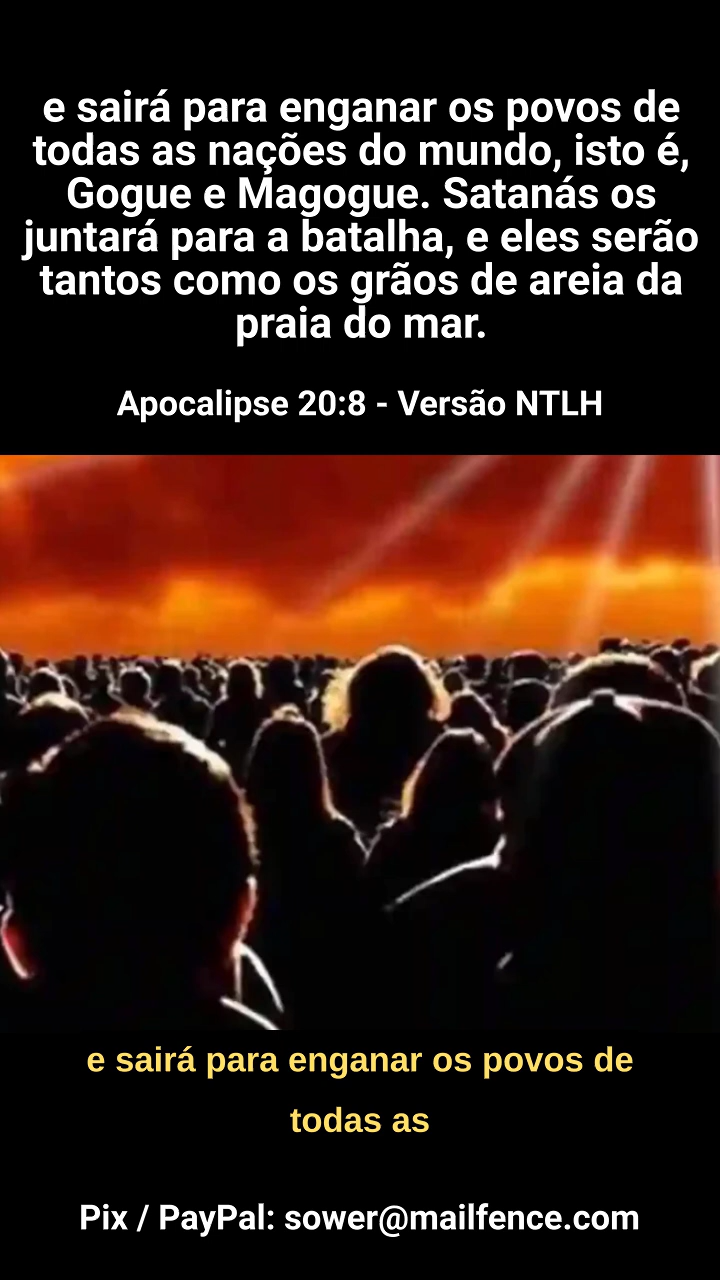 e sairá para enganar os povos de
todas as nações do mundo, isto é,
Gogue e Magogue. Satanás os
juntará para a batalha, e eles serão
tantos como os grãos de areia da
praia do mar.
Apocalipse 20:8 - Versão NTLH
e sairá para enganar os povos de
todas as
Pix / PayPal: sower@mailfence.com